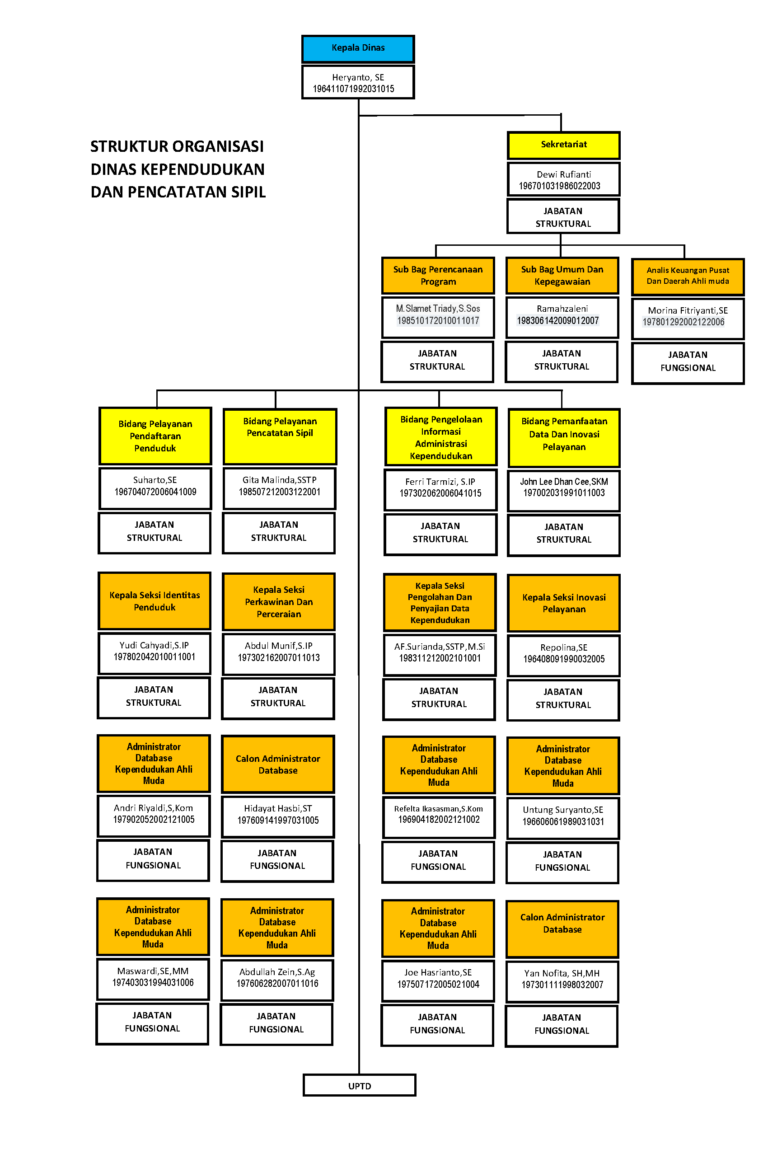 Kepala Dinas
Heryanto, SE
196411071992031015
STRUKTUR ORGANISASI
DINAS KEPENDUDUKAN
DAN PENCATATAN SIPIL
Sekretariat
Dewi Rufianti
196701031986022003
JABATAN
STRUKTURAL
Sub Bag Perencanaan
Program
M.Slamet Triady,S.Sos
198510172010011017
JABATAN
STRUKTURAL
Sub Bag Umum Dan
Kepegawaian
Ramahzaleni
198306142009012007
JABATAN
STRUKTURAL
Analis Keuangan Pusat
Dan Daerah Ahli muda
Morina Fitriyanti,SE
197801292002122006
JABATAN
FUNGSIONAL
Bidang Pelayanan
Pendaftaran
Penduduk
Suharto,SE
196704072006041009
JABATAN
STRUKTURAL
Bidang Pelayanan
Pencatatan Sipil
Gita Malinda,SSTP
198507212003122001
JABATAN
STRUKTURAL
Bidang Pengelolaan
Informasi
Administrasi
Kependudukan
Ferri Tarmizi, S.IP
197302062006041015
JABATAN
STRUKTURAL
Bidang Pemanfaatan
Data Dan Inovasi
Pelayanan
John Lee Dhan Cee,SKM
197002031991011003
JABATAN
STRUKTURAL
Kepala Seksi Identitas
Penduduk
Yudi Cahyadi,S.IP
197802042010011001
JABATAN
STRUKTURAL
Kepala Seksi
Perkawinan Dan
Perceraian
Abdul Munif,S.IP
197302162007011013
JABATAN
STRUKTURAL
Kepala Seksi
Pengolahan Dan
Penyajian Data
Kependudukan
AF.Surianda,SSTP,M.Si
198311212002101001
JABATAN
STRUKTURAL
Kepala Seksi Inovasi
Pelayanan
Repolina,SE
196408091990032005
JABATAN
STRUKTURAL
Administrator
Database
Kependudukan Ahli
Muda
Andri Riyaldi,S,Kom
197902052002121005
JABATAN
FUNGSIONAL
Calon Administrator
Database
Hidayat Hasbi,ST
197609141997031005
JABATAN
FUNGSIONAL
Administrator
Database
Kependudukan Ahli
Muda
Refelta Ikasasman,S.Kom
196904182002121002
JABATAN
FUNGSIONAL
Administrator
Database
Kependudukan Ahli
Muda
Untung Suryanto,SE
196606061989031031
JABATAN
FUNGSIONAL
Administrator
Database
Kependudukan Ahli
Muda
Maswardi,SE,MM
197403031994031006
JABATAN
FUNGSIONAL
Administrator
Database
Kependudukan Ahli
Muda
Abdullah Zein,S.Ag
197606282007011016
JABATAN
FUNGSIONAL
Administrator
Database
Kependudukan Ahli
Muda
Joe Hasrianto,SE
197507172005021004
JABATAN
FUNGSIONAL
Calon Administrator
Database
Yan Nofita, SH,MH
197301111998032007
JABATAN
FUNGSIONAL
UPTD